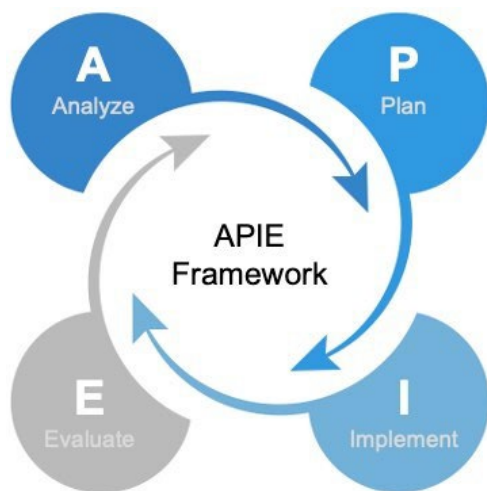 A
Analyze
P
Plan
APIE
Framework
E
Evaluate
I
Implement